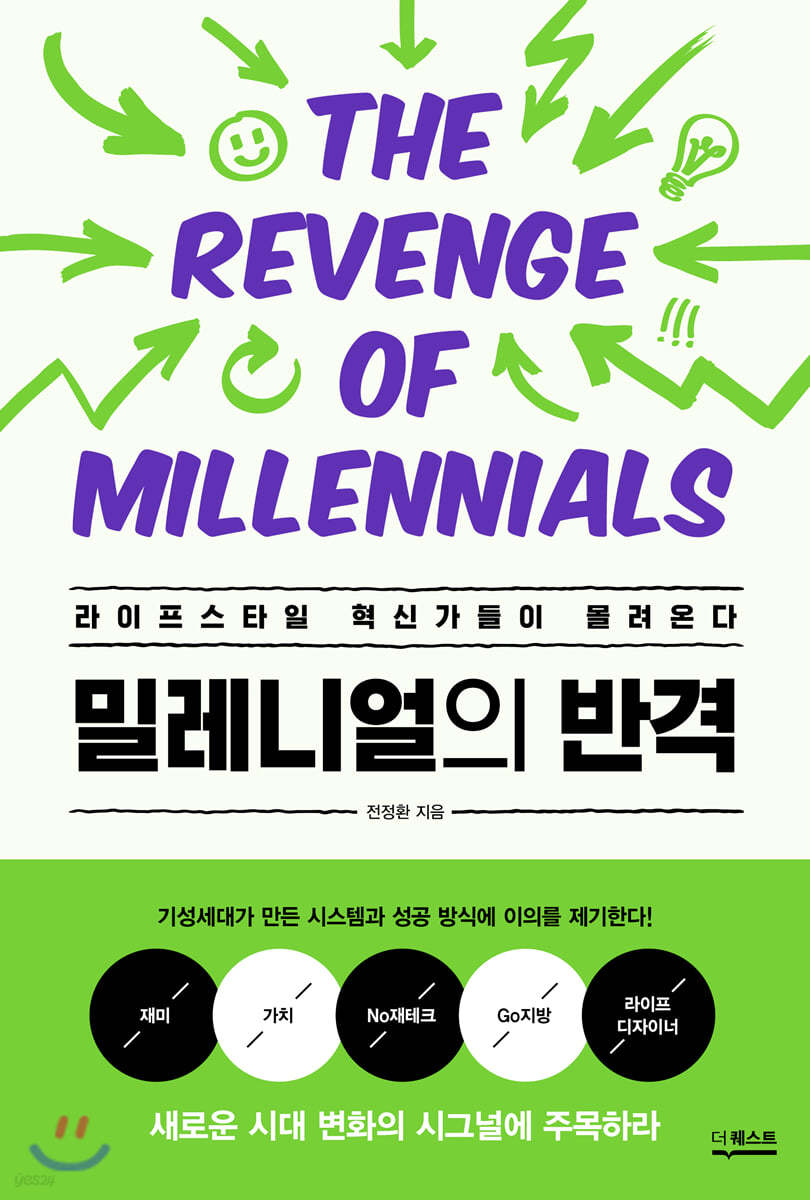 THE
REVENGE
OF
MILLENNIALS
!!!
라이프스타일 혁신가들이 몰려온다
밀레니얼의 반격
전정환 지음
기성세대가 만든 시스템과 성공 방식에 이의를 제기한다!
재미
가치
No재테크
Go지방
라이프
디자이너
새로운 시대 변화의 시그널에 주목하라
더퀘스트
yes24